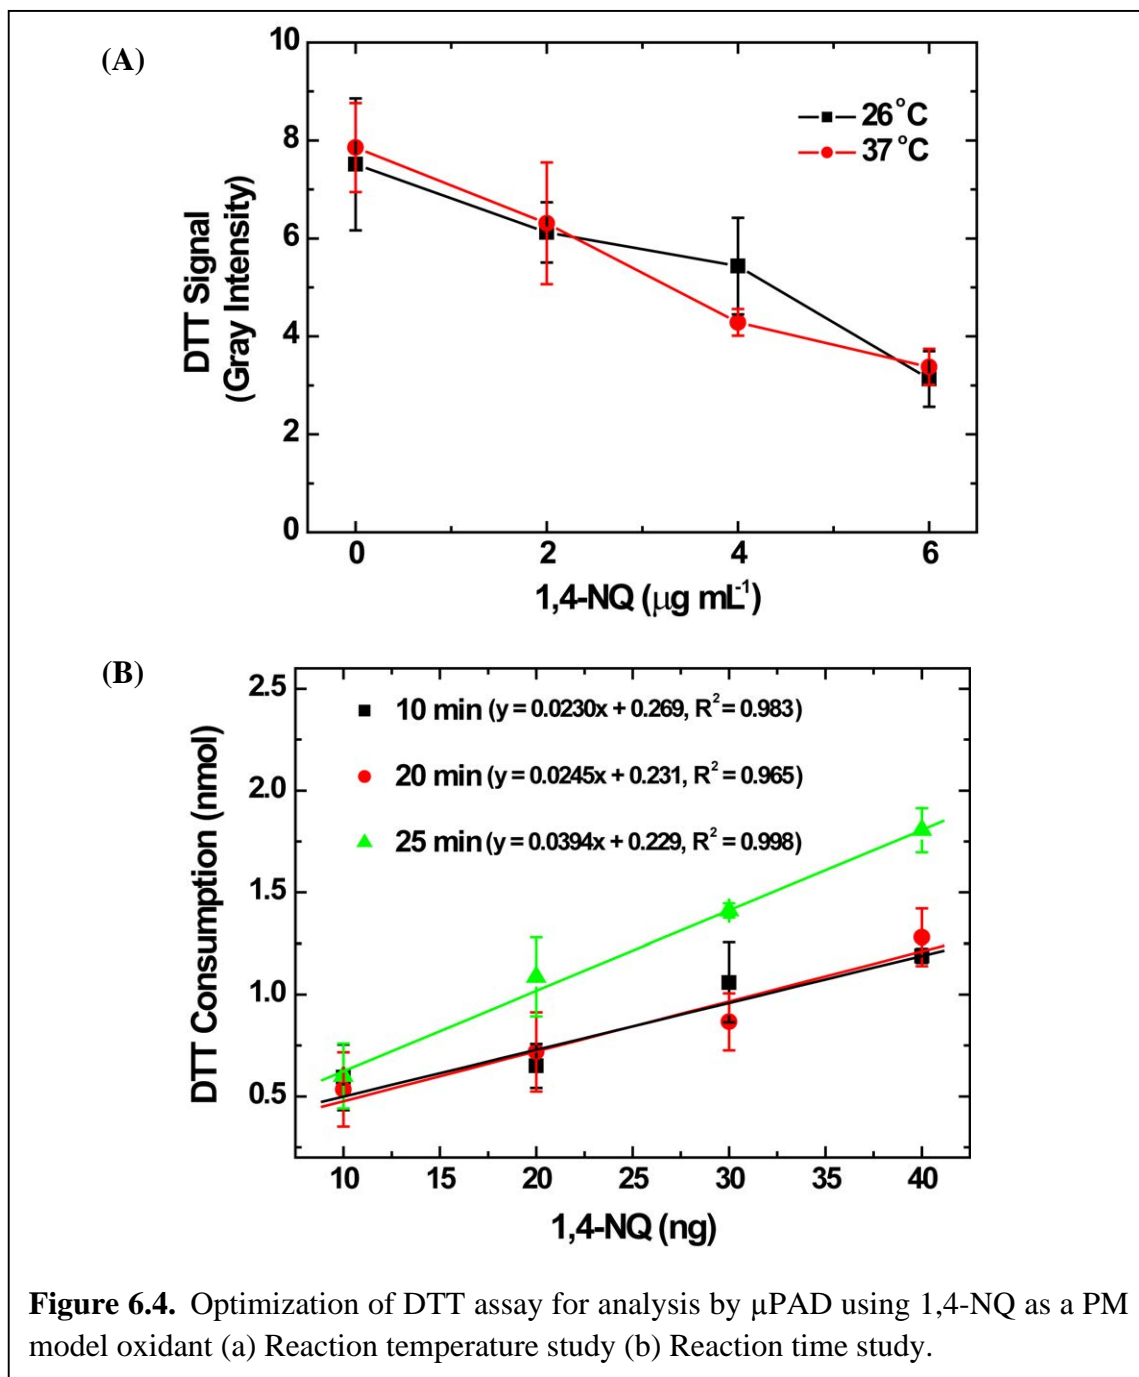 (A)
10
8
6
4
2
0
DTT Signal
(Gray Intensity)
26 °C
37 °C
0 2 4 6
1,4-NQ (μg mL⁻¹)
(B)
2.5
2.0
1.5
1.0
0.5
DTT Consumption (nmol)
10 min (y = 0.0230x + 0.269, R² = 0.983)
20 min (y = 0.0245x + 0.231, R² = 0.965)
25 min (y = 0.0394x + 0.229, R² = 0.998)
10 15 20 25 30 35 40
1,4-NQ (ng)
Figure 6.4. Optimization of DTT assay for analysis by μPAD using 1,4-NQ as a PM
model oxidant (a) Reaction temperature study (b) Reaction time study.